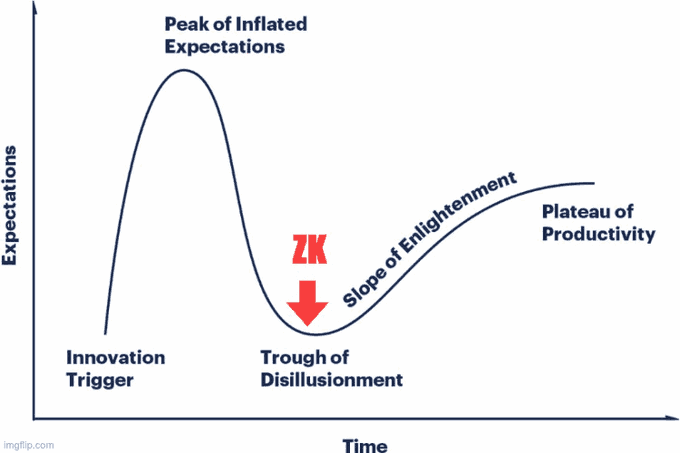 Peak of Inflated
Expectations
Expectations
ZK
Slope of Enlightenment
Plateau of
Productivity
Innovation
Trigger
Trough of
Disillusionment
Time
imgflip.com